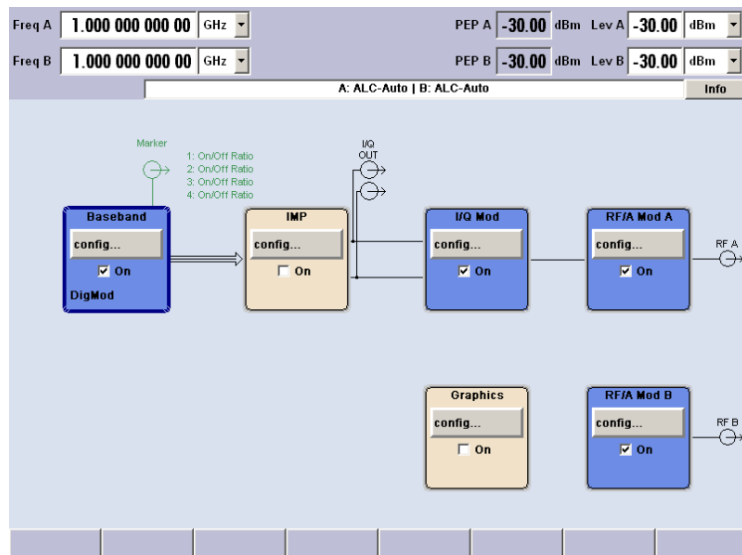 Freq A 1.000 000 000 00 GHz PEP A -30.00 dBm Lev A -30.00 dBm
Freq B 1.000 000 000 00 GHz PEP B -30.00 dBm Lev B -30.00 dBm
A: ALC-Auto | B: ALC-Auto Info
Marker
1: On/Off Ratio
2: On/Off Ratio
3: On/Off Ratio
4: On/Off Ratio
I/Q
OUT
Baseband IMP I/Q Mod RF/A Mod A
config... config... config... config... RF A
On On On On
DigMod
Graphics RF/A Mod B
config... config... RF B
On On